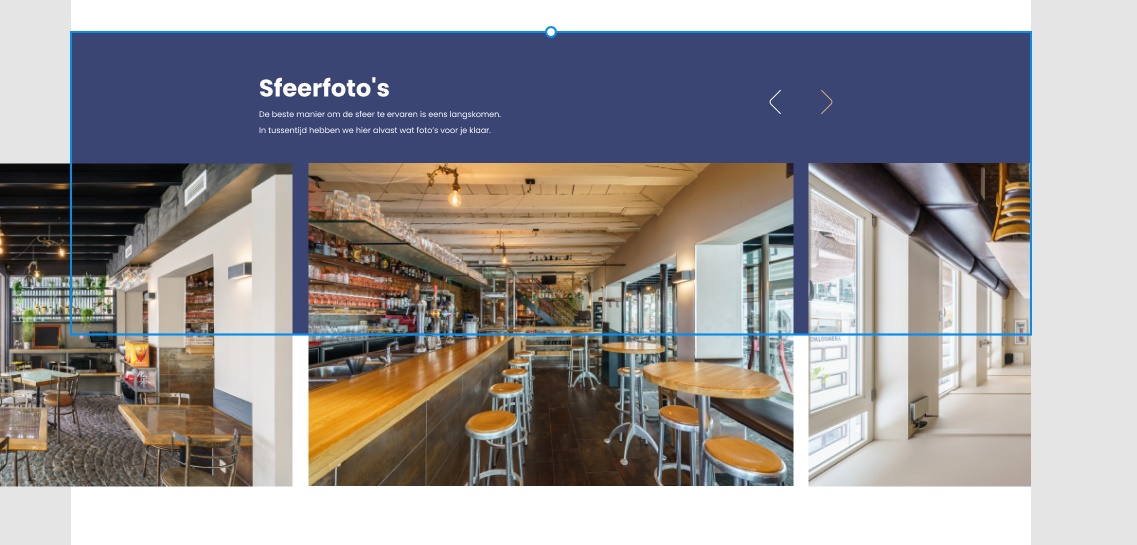 Sfeerfoto's
De beste manier om de sfeer te ervaren is eens langskomen.
In tussentijd hebben we hier alvast wat foto's voor je klaar.